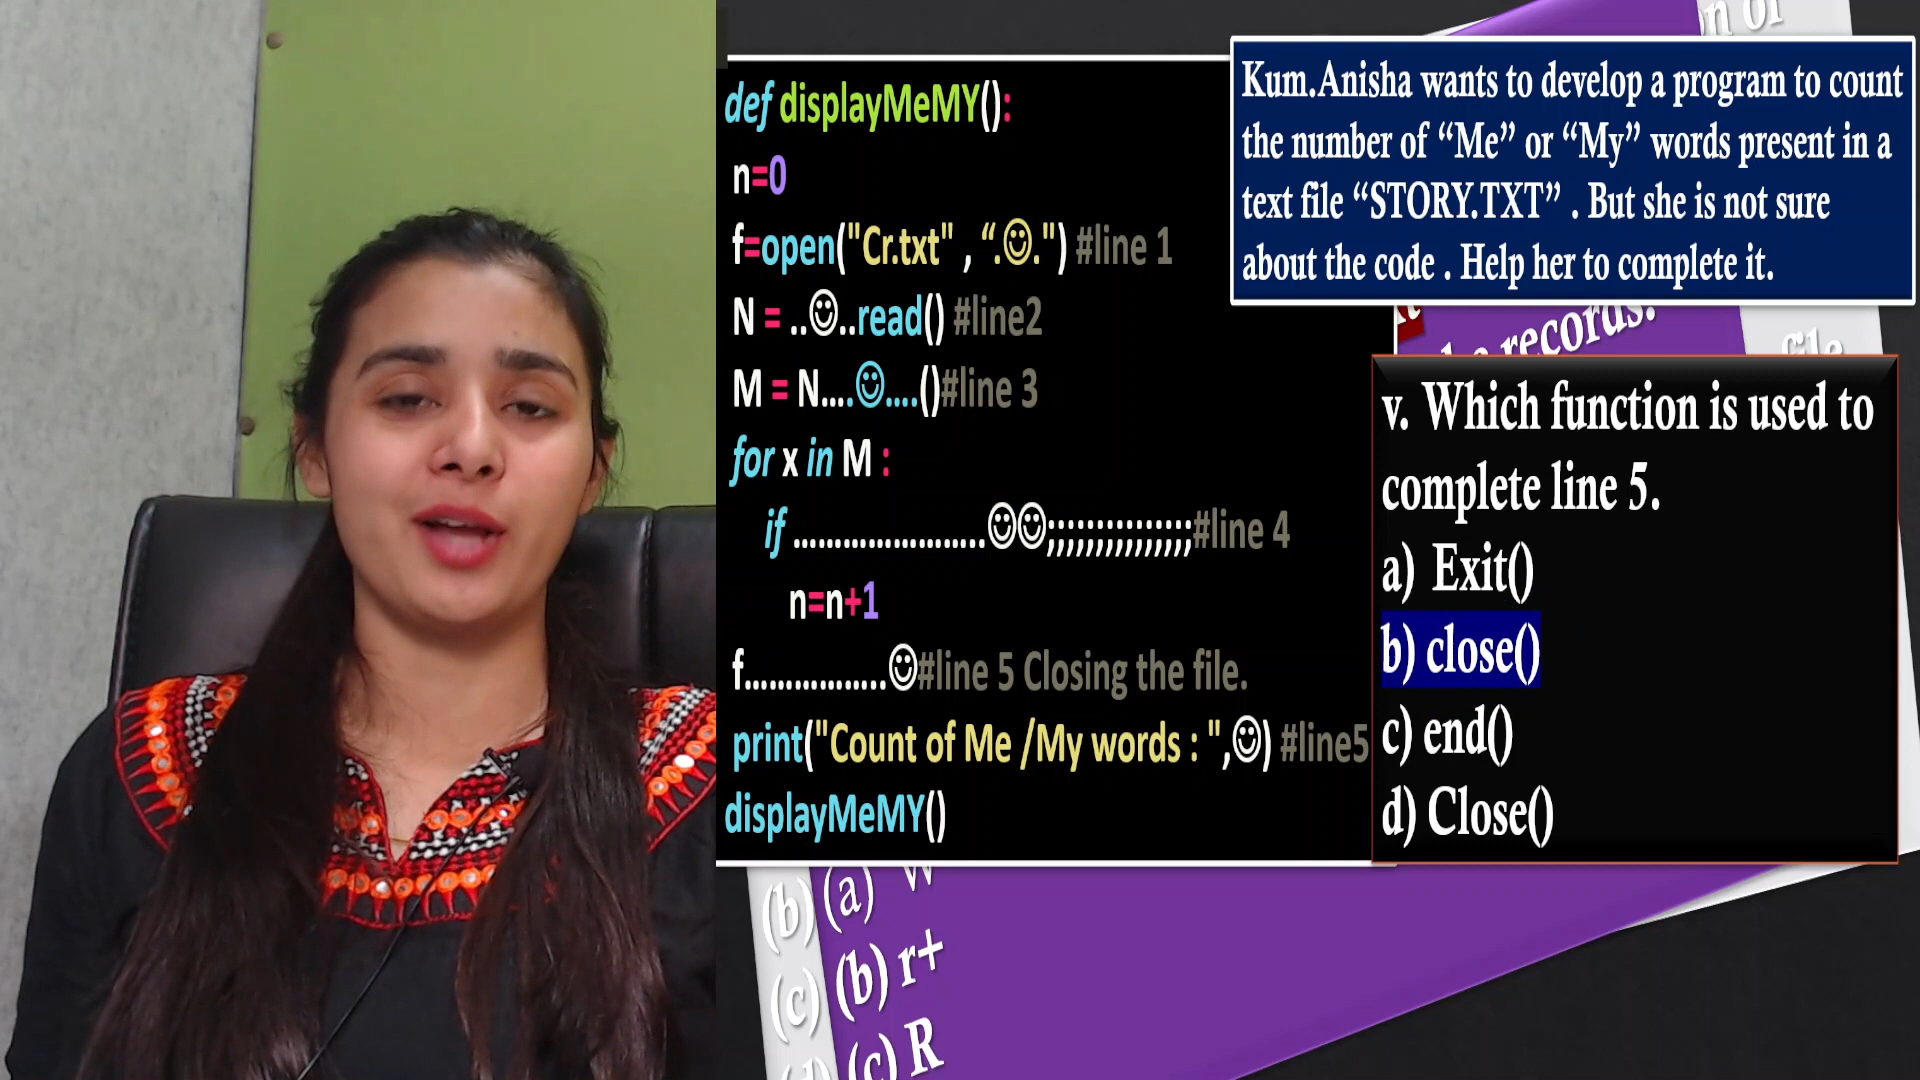 def displayMeMY():
n=0
f=open("Cr.txt" , “.☺.") #line 1
N = ..☺..read() #line2
M = N....☺....()#line 3
for x in M :
if ......................☺☺;;;;;;;;;;;;;;;#line 4
n=n+1
f................☺#line 5 Closing the file.
print("Count of Me /My words : ",☺) #line5
displayMeMY()
Kum.Anisha wants to develop a program to count
the number of “Me” or “My” words present in a
text file “STORY.TXT” . But she is not sure
about the code . Help her to complete it.
records.
file
v. Which function is used to
complete line 5.
a) Exit()
b) close()
c) end()
d) Close()
(b) (a) W
(c) (b) r+
(c) R